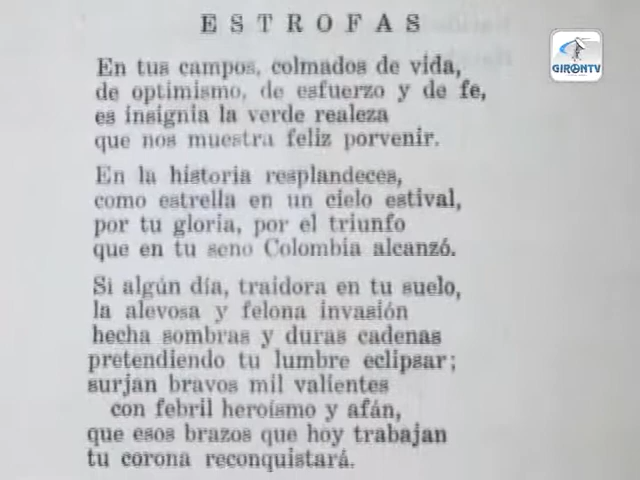 ESTROFAS
GIRONTV
En tus campos, colmados de vida,
de optimismo, de esfuerzo y de fe,
es insignia la verde realeza
que nos muestra feliz porvenir.
En la historia resplandeces,
como estrella en un cielo estival,
por tu gloria, por el triunfo
que en tu seno Colombia alcanzó.
Si algún día, traidora en tu suelo,
la alevosa y felona invasión
hecha sombras y duras cadenas
pretendiendo tu lumbre eclipsar;
surjan bravos mil valientes
con febril heroísmo y afán,
que esos brazos que hoy trabajan
tu corona reconquistará.